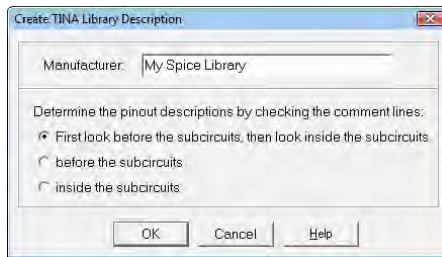 Create TINA Library Description
Manufacturer: My Spice Library
Determine the pinout descriptions by checking the comment lines:
First look before the subcircuits, then look inside the subcircuits
before the subcircuits
inside the subcircuits
OK Cancel Help